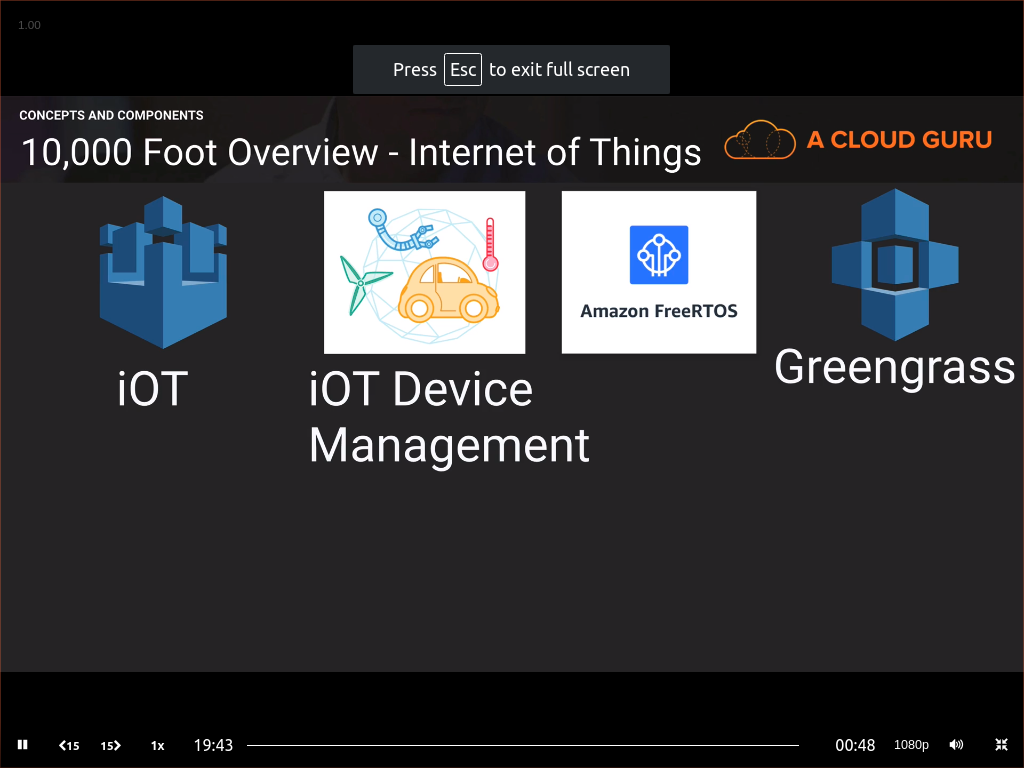 1.00
Press Esc to exit full screen
CONCEPTS AND COMPONENTS
10,000 Foot Overview - Internet of Things
A CLOUD GURU
Amazon FreeRTOS
iOT
iOT Device
Management
Greengrass
15 15 1x 19:43 00:48 1080p